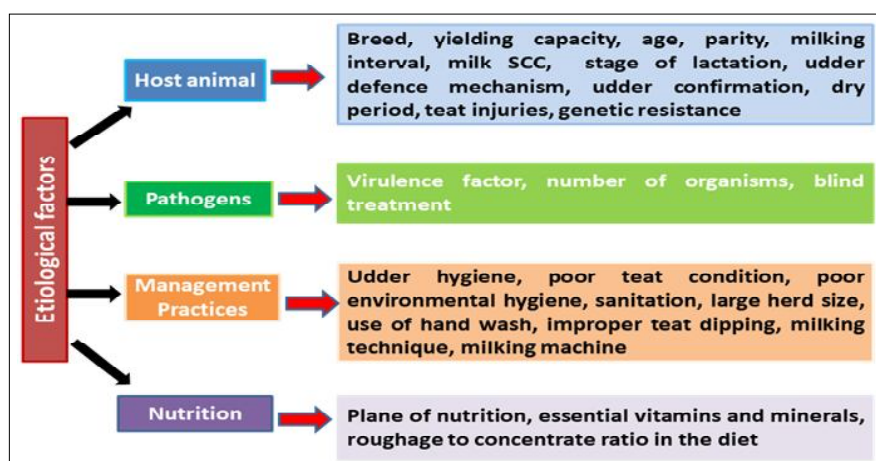 Etiological factors
Host animal
Breed, yielding capacity, age, parity, milking
interval, milk SCC, stage of lactation, udder
defence mechanism, udder confirmation, dry
period, teat injuries, genetic resistance
Pathogens
Virulence factor, number of organisms, blind
treatment
Management
Practices
Udder hygiene, poor teat condition, poor
environmental hygiene, sanitation, large herd size,
use of hand wash, improper teat dipping, milking
technique, milking machine
Nutrition
Plane of nutrition, essential vitamins and minerals,
roughage to concentrate ratio in the diet